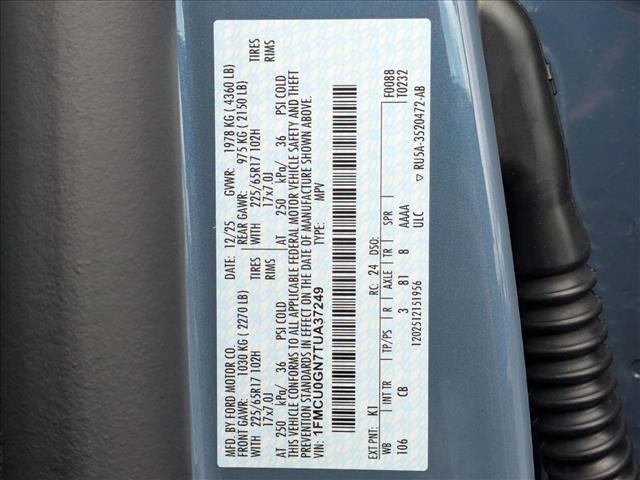 MFD. BY FORD MOTOR CO. DATE: 12/25 GVWR: 1978 KG ( 4360 LB)
FRONT GAWR: 1030 KG ( 2270 LB) REAR GAWR: 975 KG ( 2150 LB)
WITH 225/65R17 102H TIRES WITH 225/65R17 102H TIRES
17x7.0J RIMS 17x7.0J RIMS
AT 250 kPa/ 36 PSI COLD AT 250 kPa/ 36 PSI COLD
THIS VEHICLE CONFORMS TO ALL APPLICABLE FEDERAL MOTOR VEHICLE SAFETY AND THEFT
PREVENTION STANDARDS IN EFFECT ON THE DATE OF MANUFACTURE SHOWN ABOVE.
VIN: 1FMCU0GN7TUA37249 TYPE: MPV
F0088
T0232
EXT PNT: K1 RC: 24 DSO:
WB INT TR TP/PS R AXLE TR SPR
106 CB 3 81 8 AAAA
ULC
1202512151956
RU5A-3520472-AB